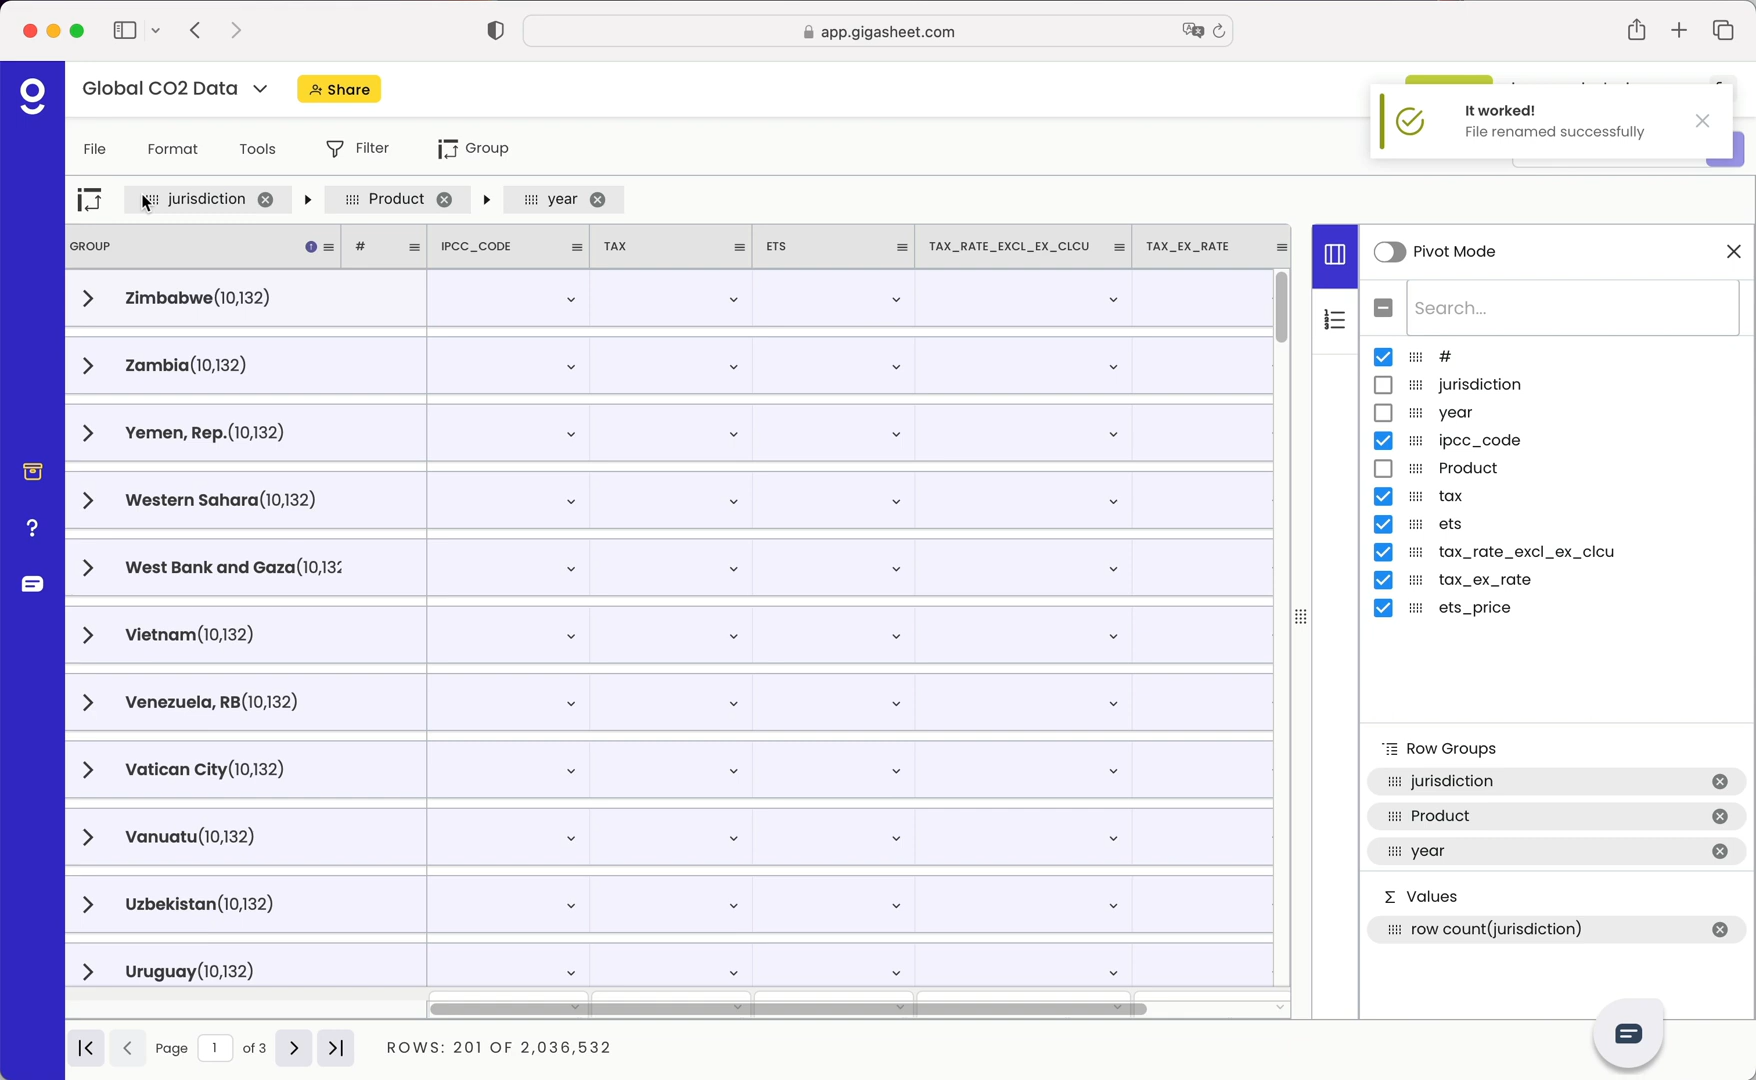 app.gigasheet.com
Global CO2 Data
Share
It worked!
File renamed successfully
File
Format
Tools
Filter
Group
jurisdiction
Product
year
GROUP
#
IPCC_CODE
TAX
ETS
TAX_RATE_EXCL_EX_CLCU
TAX_EX_RATE
Pivot Mode
Search...
Zimbabwe(10,132)
Zambia(10,132)
Yemen, Rep.(10,132)
Western Sahara(10,132)
West Bank and Gaza(10,132
Vietnam(10,132)
Venezuela, RB(10,132)
Vatican City(10,132)
Vanuatu(10,132)
Uzbekistan(10,132)
Uruguay(10,132)
#
jurisdiction
year
ipcc_code
Product
tax
ets
tax_rate_excl_ex_clcu
tax_ex_rate
ets_price
Row Groups
jurisdiction
Product
year
Values
row count(jurisdiction)
Page 1 of 3
ROWS: 201 OF 2,036,532